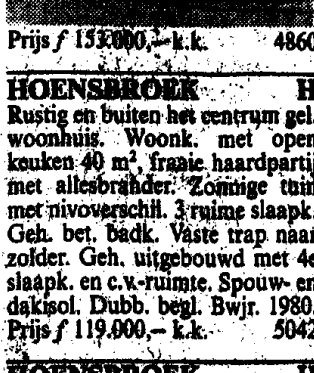 Prijs ƒ 153.000,– k.k. 4860
HOENSBROEK H
Rustig en buiten het centrum gel.
woonhuis. Woonk. met open
keuken 40 m², fraaie haardpartij
met allesbrander. Zonnige tuin
met nivoverschil. 3 ruime slaapk.
Geh. bet. badk. Vaste trap naar
zolder. Geh. uitgebouwd met 4e
slaapk. en c.v.-ruimte. Spouw- en
dakisol. Dubb. begl. Bwjr. 1980.
Prijs ƒ 119.000,– k.k. 5042
HOENSBROEK H